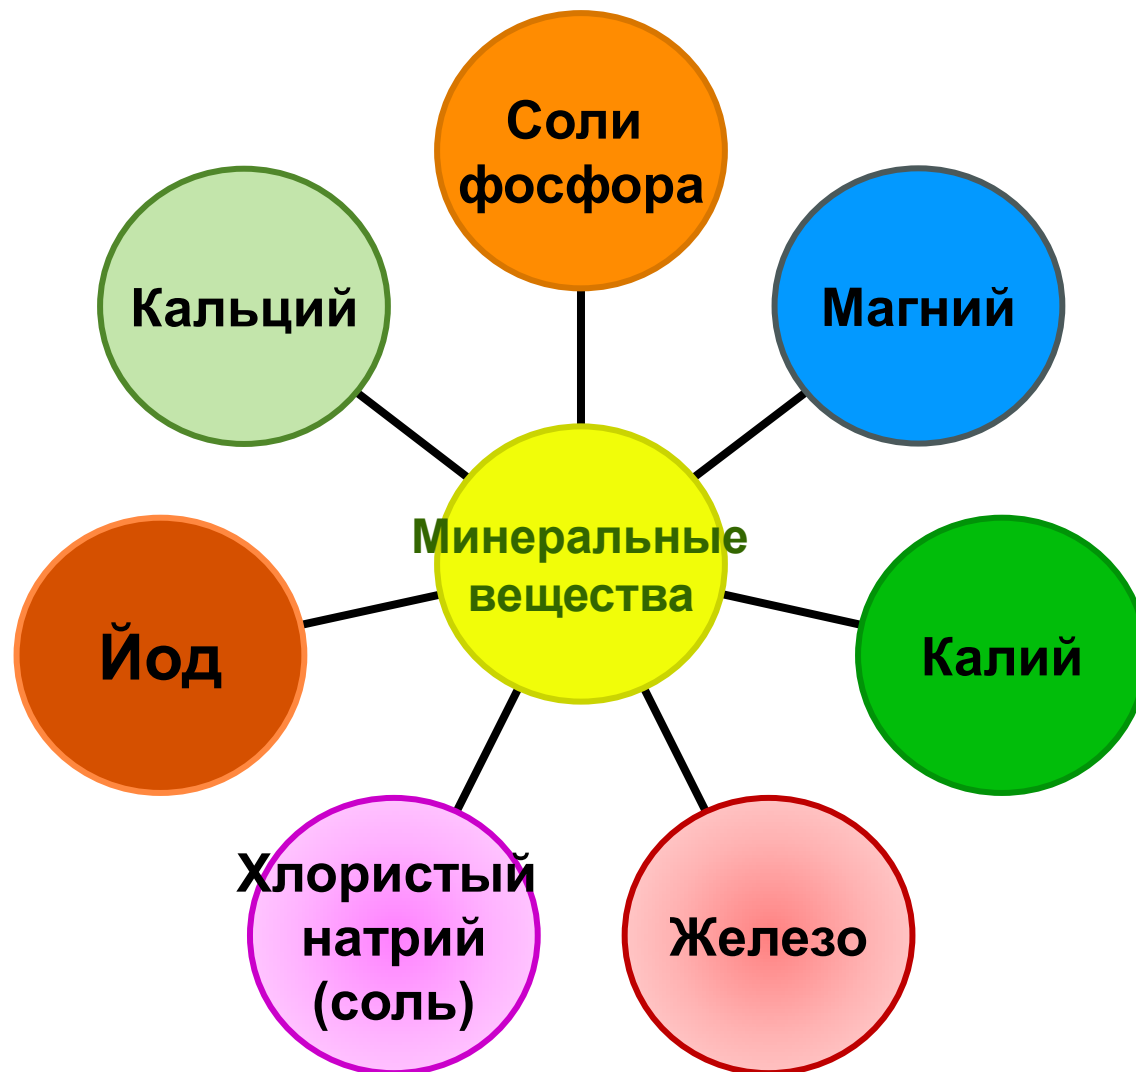 Соли
фосфора
Кальций
Магний
Минеральные
вещества
Йод
Калий
Хлористый
натрий
(соль)
Железо